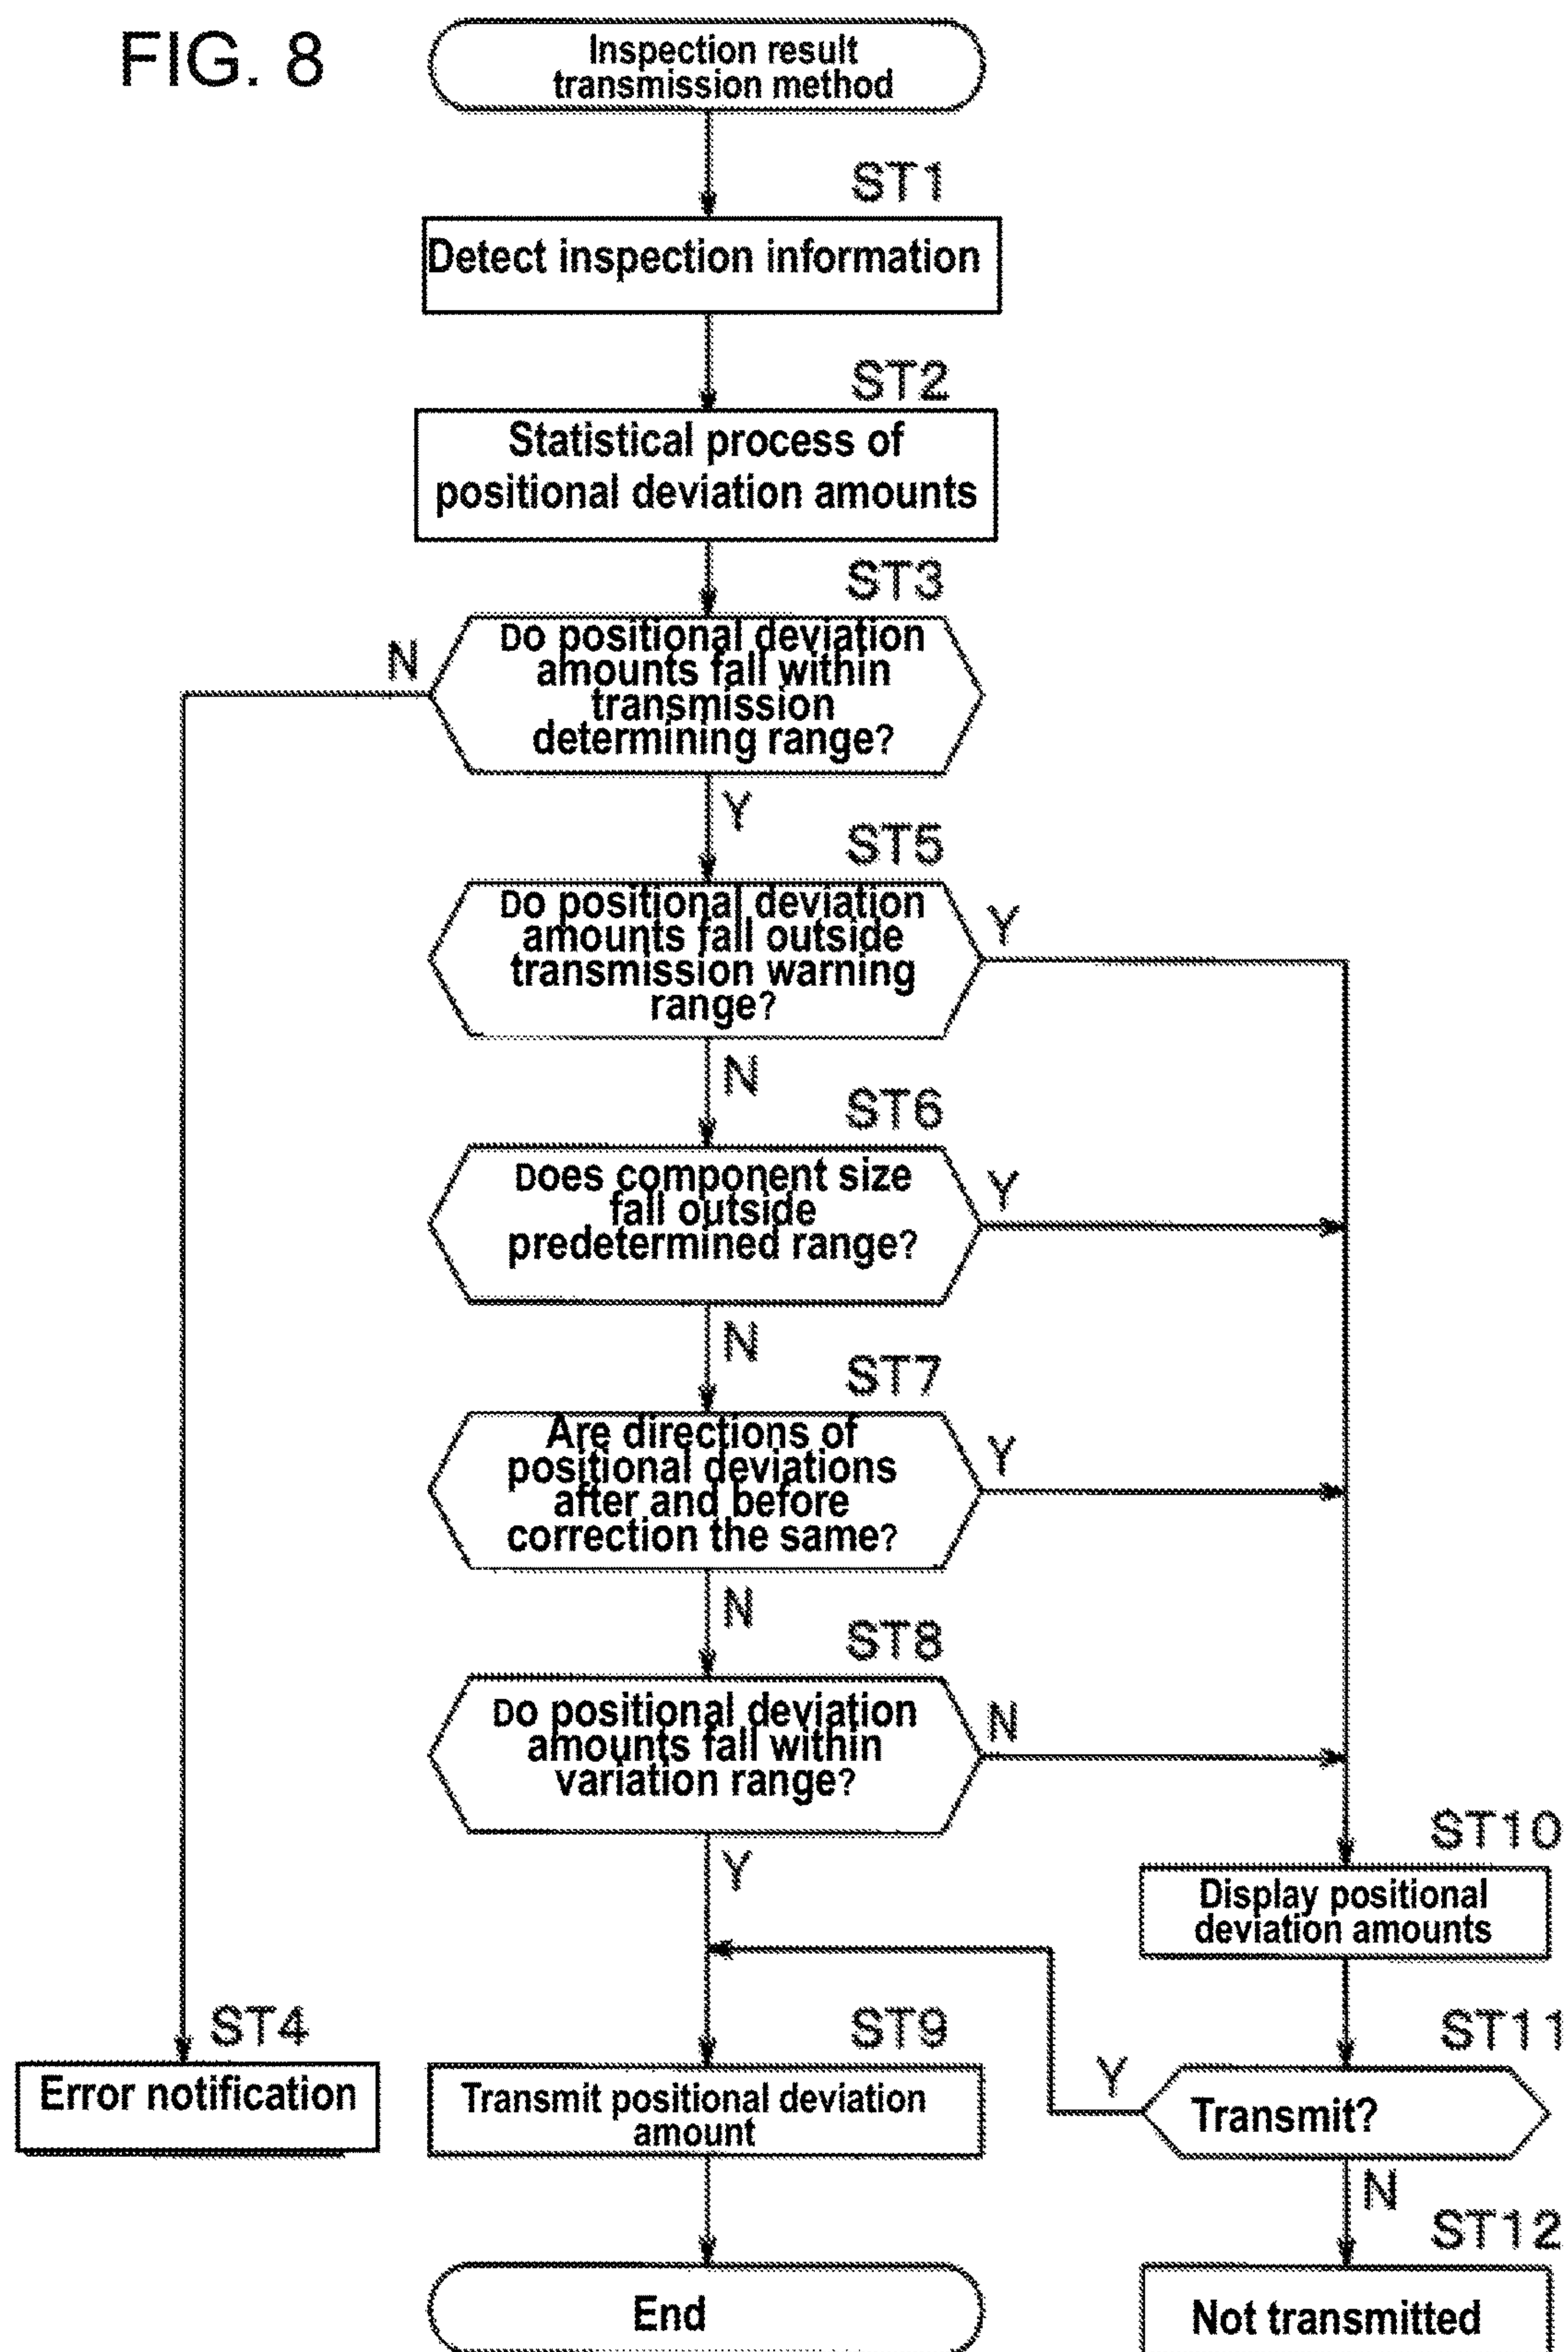 FIG. 8
Inspection result
transmission method
ST1
Detect inspection information
ST2
Statistical process of
positional deviation amounts
ST3
Do positional deviation
amounts fall within
transmission
determining range?
N
Y
ST5
Do positional deviation
amounts fall outside
transmission warning
range?
Y
N
ST6
Does component size
fall outside
predetermined range?
Y
N
ST7
Are directions of
positional deviations
after and before
correction the same?
Y
N
ST8
Do positional deviation
amounts fall within
variation range?
N
Y
ST10
Display positional
deviation amounts
ST4
Error notification
ST9
Transmit positional deviation
amount
ST11
Transmit?
Y
N
ST12
Not transmitted
End